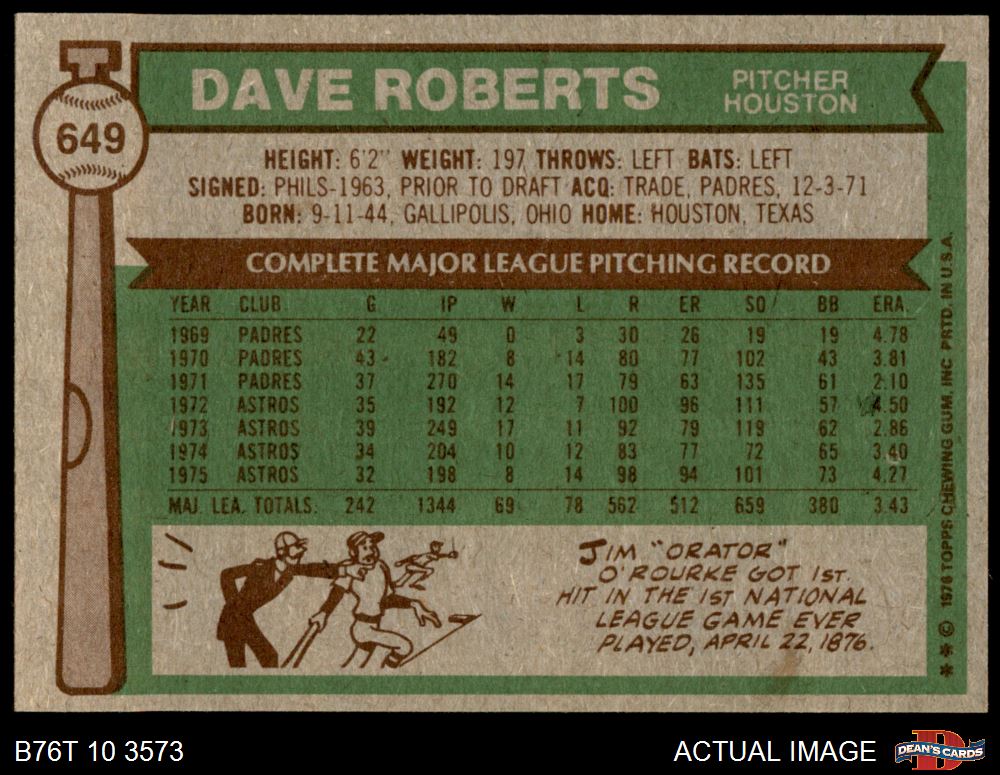 DAVE ROBERTS
PITCHER
HOUSTON
649
HEIGHT: 6'2" WEIGHT: 197 THROWS: LEFT BATS: LEFT
SIGNED: PHILS-1963, PRIOR TO DRAFT ACQ: TRADE, PADRES, 12-3-71
BORN: 9-11-44, GALLIPOLIS, OHIO HOME: HOUSTON, TEXAS
COMPLETE MAJOR LEAGUE PITCHING RECORD
YEAR CLUB G IP W L R ER SO BB ERA
1969 PADRES 22 49 0 3 30 26 19 19 4.78
1970 PADRES 43 182 8 14 80 77 102 43 3.81
1971 PADRES 37 270 14 17 79 63 135 61 2.10
1972 ASTROS 35 192 12 7 100 96 111 57 4.50
1973 ASTROS 39 249 17 11 92 79 119 62 2.86
1974 ASTROS 34 204 10 12 83 77 72 65 3.40
1975 ASTROS 32 198 8 14 98 94 101 73 4.27
MAJ. LEA. TOTALS. 242 1344 69 78 562 512 659 380 3.43
JIM "ORATOR"
O'ROURKE GOT 1ST
HIT IN THE 1ST NATIONAL
LEAGUE GAME EVER
PLAYED, APRIL 22, 1876.
* * © 1976 TOPPS CHEWING GUM, INC. PRTD. IN U.S.A.
B76T 10 3573
ACTUAL IMAGE
D
DEAN'S CARDS